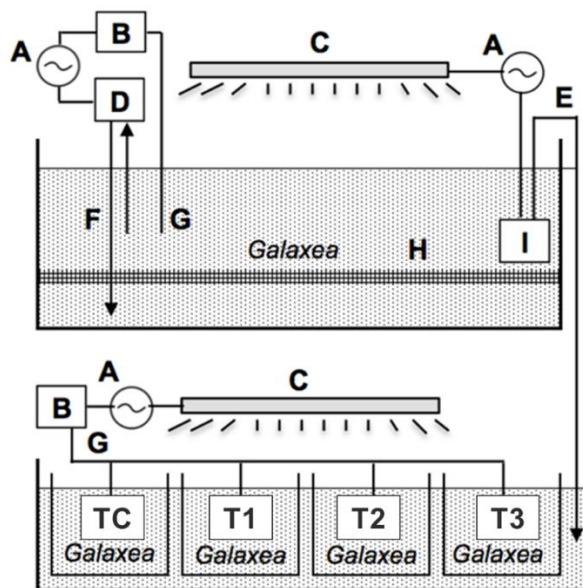 A B C A
D E
F G Galaxea H I
A C
B
G
TC T1 T2 T3
Galaxea Galaxea Galaxea Galaxea